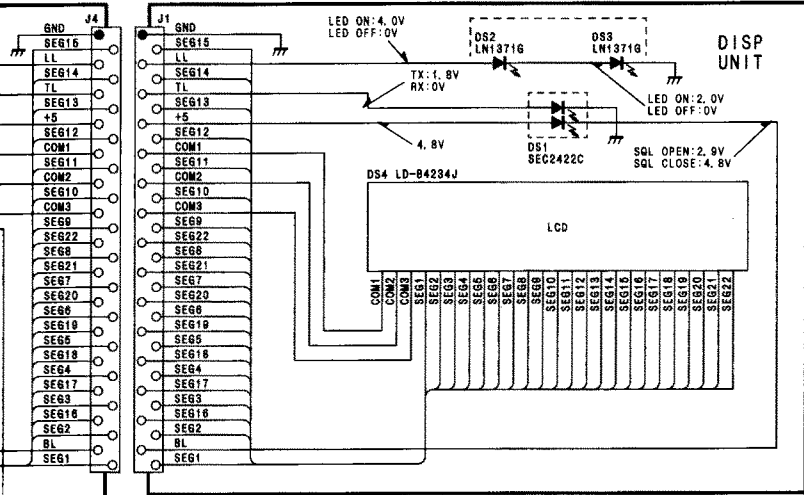 J4
GND
SEG15
LL
SEG14
TL
SEG13
+5
SEG12
COM1
SEG11
COM2
SEG10
COM3
SEG9
SEG22
SEG8
SEG21
SEG7
SEG20
SEG6
SEG19
SEG5
SEG18
SEG4
SEG17
SEG3
SEG16
SEG2
BL
SEG1
J1
GND
SEG15
LL
SEG14
TL
SEG13
+5
SEG12
COM1
SEG11
COM2
SEG10
COM3
SEG9
SEG22
SEG8
SEG21
SEG7
SEG20
SEG6
SEG19
SEG5
SEG18
SEG4
SEG17
SEG3
SEG16
SEG2
BL
SEG1
LED ON:4.0V
LED OFF:0V
DS2
LN1371G
DS3
LN1371G
DISP
UNIT
TX:1.8V
RX:0V
LED ON:2.0V
LED OFF:0V
4.8V
DS1
SEC2422C
SQL OPEN:2.9V
SQL CLOSE:4.8V
DS4 LD-B4234J
LCD
COM1
COM2
COM3
SEG1
SEG2
SEG3
SEG4
SEG5
SEG6
SEG7
SEG8
SEG9
SEG10
SEG11
SEG12
SEG13
SEG14
SEG15
SEG16
SEG17
SEG18
SEG19
SEG20
SEG21
SEG22